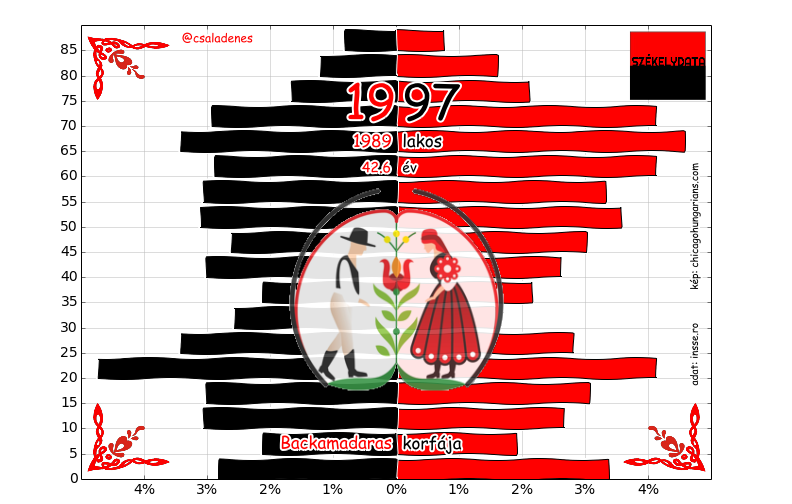 @csaladenes
SZÉKELYDATA
1997
1989 lakos
42.6 év
kép: chicagohungarians.com
adat: insse.ro
Backamadaras korfája
85
80
75
70
65
60
55
50
45
40
35
30
25
20
15
10
5
0
4% 3% 2% 1% 0% 1% 2% 3% 4%